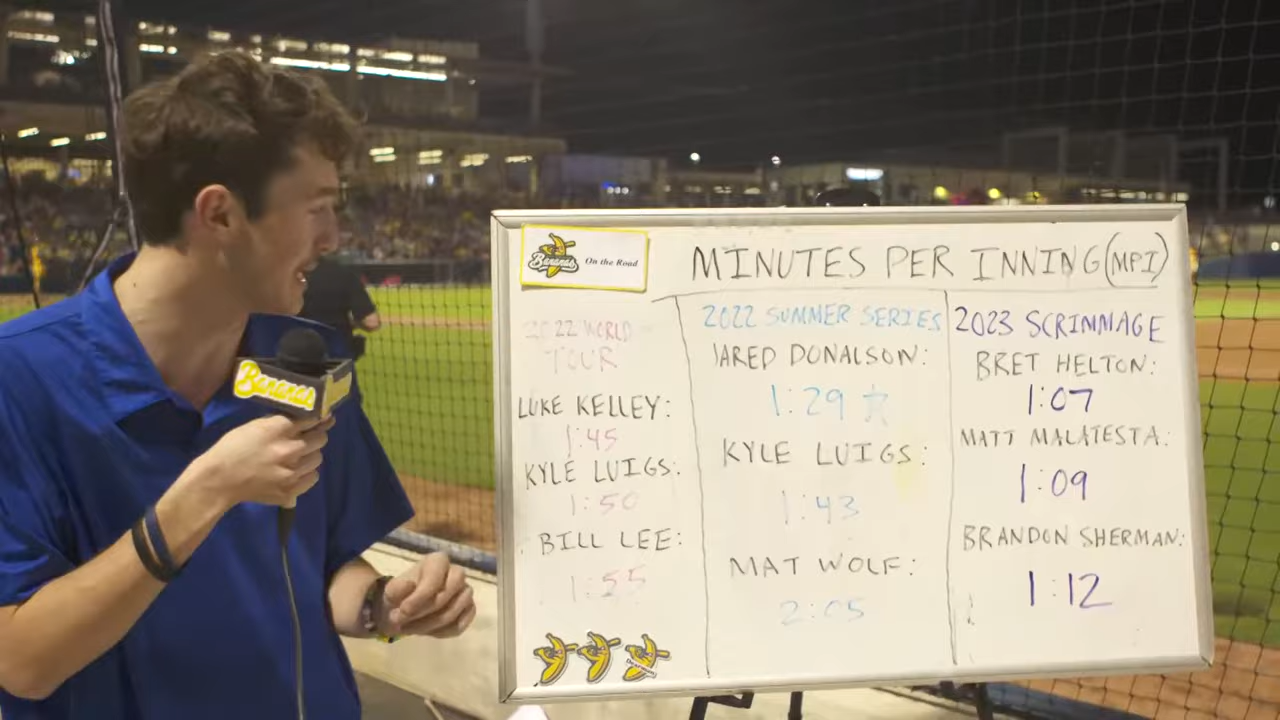 Bananas
Bananas
On the Road
MINUTES PER INNING (MPI)
2022 WORLD
TOUR
LUKE KELLEY:
1:45
KYLE LUIGS:
1:50
BILL LEE:
1:55
2022 SUMMER SERIES
JARED DONALSON:
1:29
KYLE LUIGS:
1:43
MAT WOLF:
2:05
2023 SCRIMMAGE
BRET HELTON:
1:07
MATT MALATESTA:
1:09
BRANDON SHERMAN:
1:12